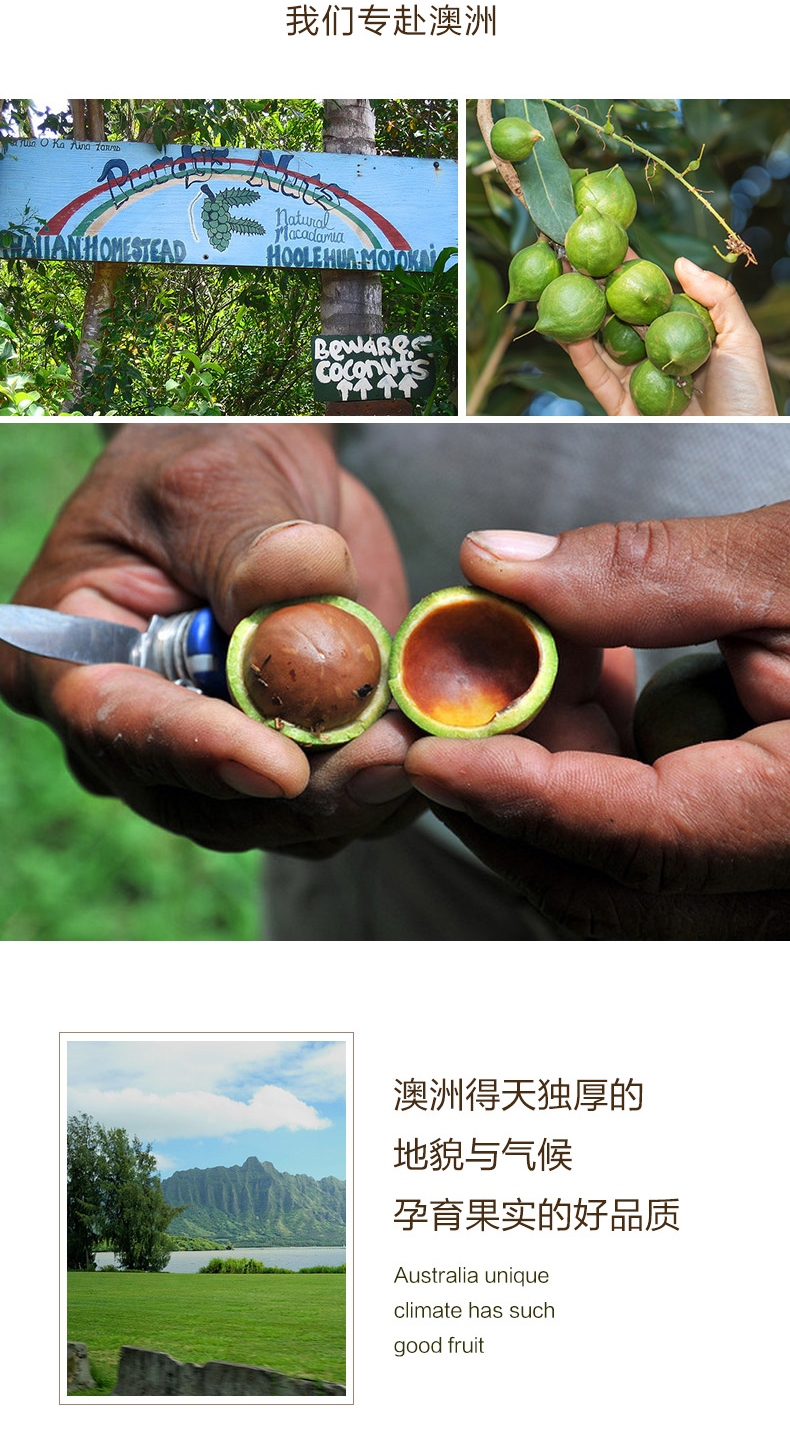 我们专赴澳洲
Purdy's Nuts
Natural
Macadamia
HOOLEHUA. MOLOKAI
HOMESTEAD
BEWARE OF
COCONUTS
澳洲得天独厚的
地貌与气候
孕育果实的好品质
Australia unique
climate has such
good fruit